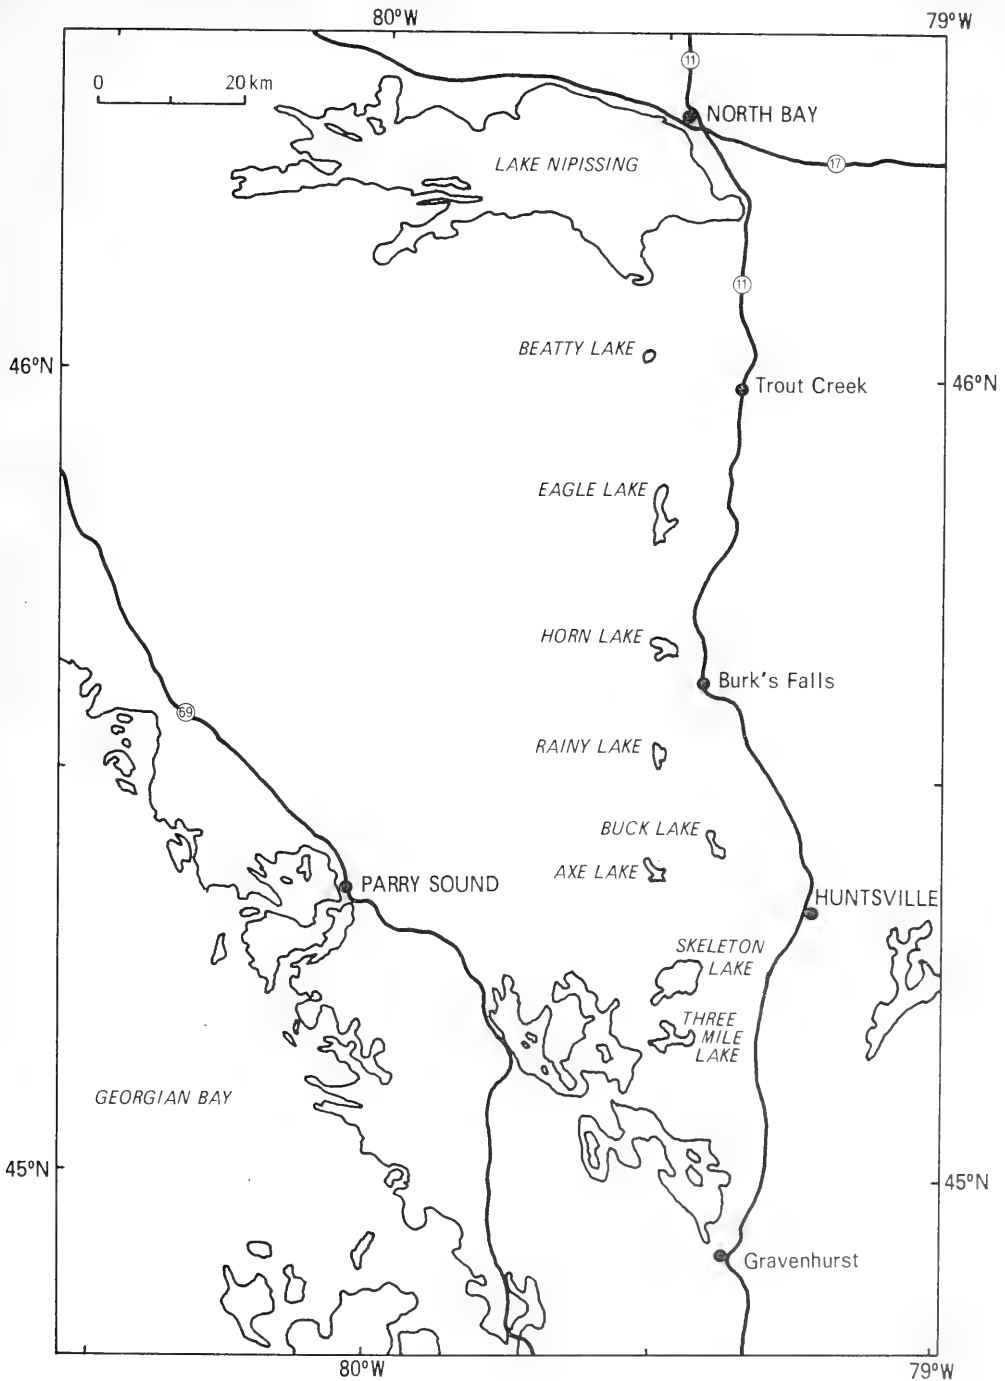 80°W
79°W
0 20 km
11
NORTH BAY
17
LAKE NIPISSING
11
BEATTY LAKE
46°N
46°N
Trout Creek
EAGLE LAKE
HORN LAKE
Burk's Falls
69
RAINY LAKE
BUCK LAKE
AXE LAKE
PARRY SOUND
HUNTSVILLE
SKELETON
LAKE
THREE
MILE
LAKE
GEORGIAN BAY
45°N
45°N
Gravenhurst
80°W
79°W